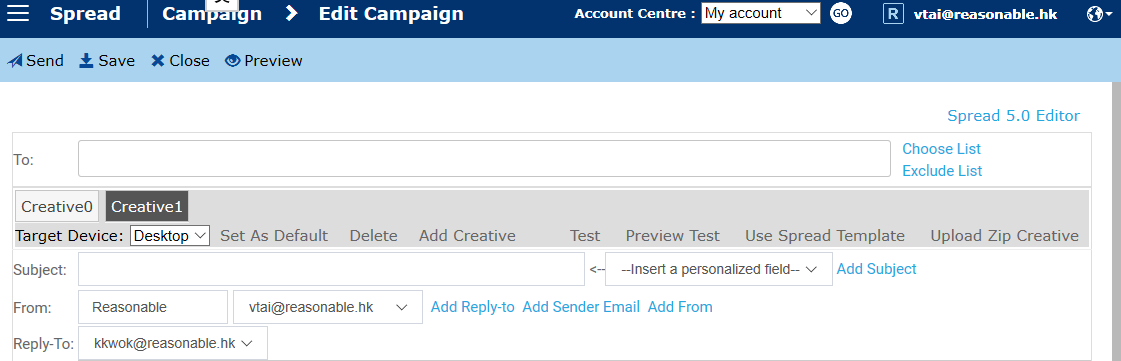 Spread Campaign Edit Campaign Account Centre : My account GO R vtai@reasonable.hk
Send Save Close Preview
Spread 5.0 Editor
To: Choose List
Exclude List
Creative0 Creative1
Target Device: Desktop Set As Default Delete Add Creative Test Preview Test Use Spread Template Upload Zip Creative
Subject: <-- --Insert a personalized field-- Add Subject
From: Reasonable vtai@reasonable.hk Add Reply-to Add Sender Email Add From
Reply-To: kkwok@reasonable.hk